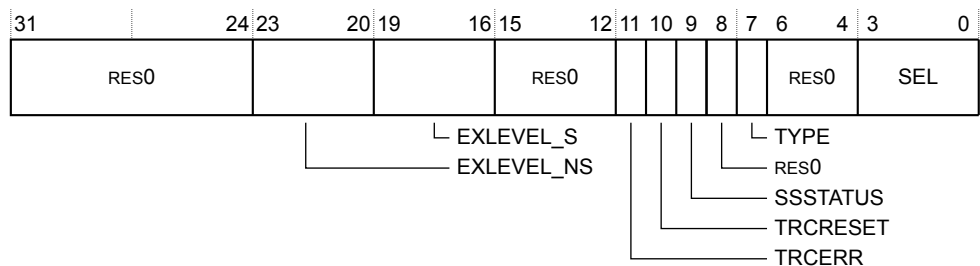 31 24 23 20 19 16 15 12 11 10 9 8 7 6 4 3 0
RES0 RES0 RES0 SEL
EXLEVEL_S TYPE
EXLEVEL_NS RES0
SSSTATUS
TRCRESET
TRCERR